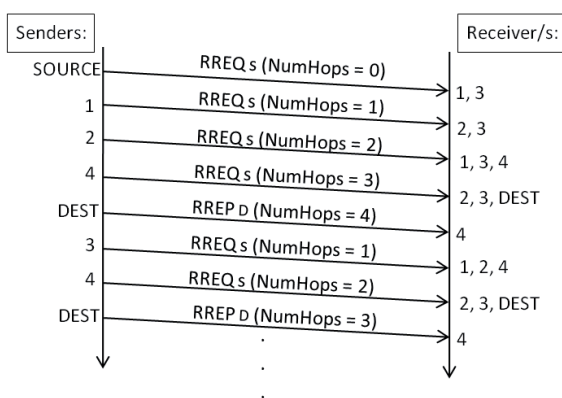 Senders:
Receiver/s:
SOURCE
RREQ s (NumHops = 0)
1, 3
1
RREQ s (NumHops = 1)
2, 3
2
RREQ s (NumHops = 2)
1, 3, 4
4
RREQ s (NumHops = 3)
2, 3, DEST
DEST
RREP D (NumHops = 4)
4
3
RREQ s (NumHops = 1)
1, 2, 4
4
RREQ s (NumHops = 2)
2, 3, DEST
DEST
RREP D (NumHops = 3)
4
.
.
.